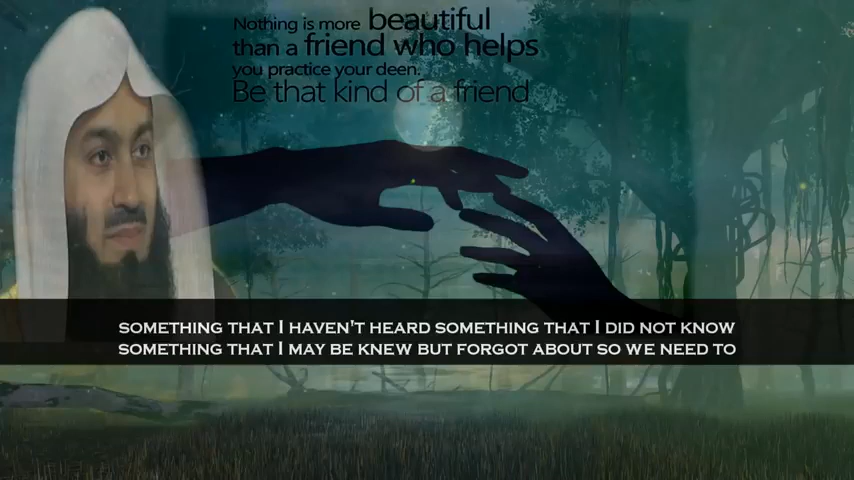 Nothing is more beautiful
than a friend who helps
you practice your deen.
Be that kind of a friend
SOMETHING THAT I HAVEN'T HEARD SOMETHING THAT I DID NOT KNOW
SOMETHING THAT I MAY BE KNEW BUT FORGOT ABOUT SO WE NEED TO